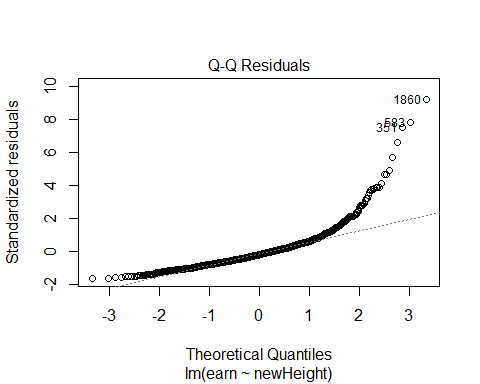 Q-Q Residuals
Standardized residuals
10
8
6
4
2
0
-2
1860
583
351
-3 -2 -1 0 1 2 3
Theoretical Quantiles
lm(earn ~ newHeight)